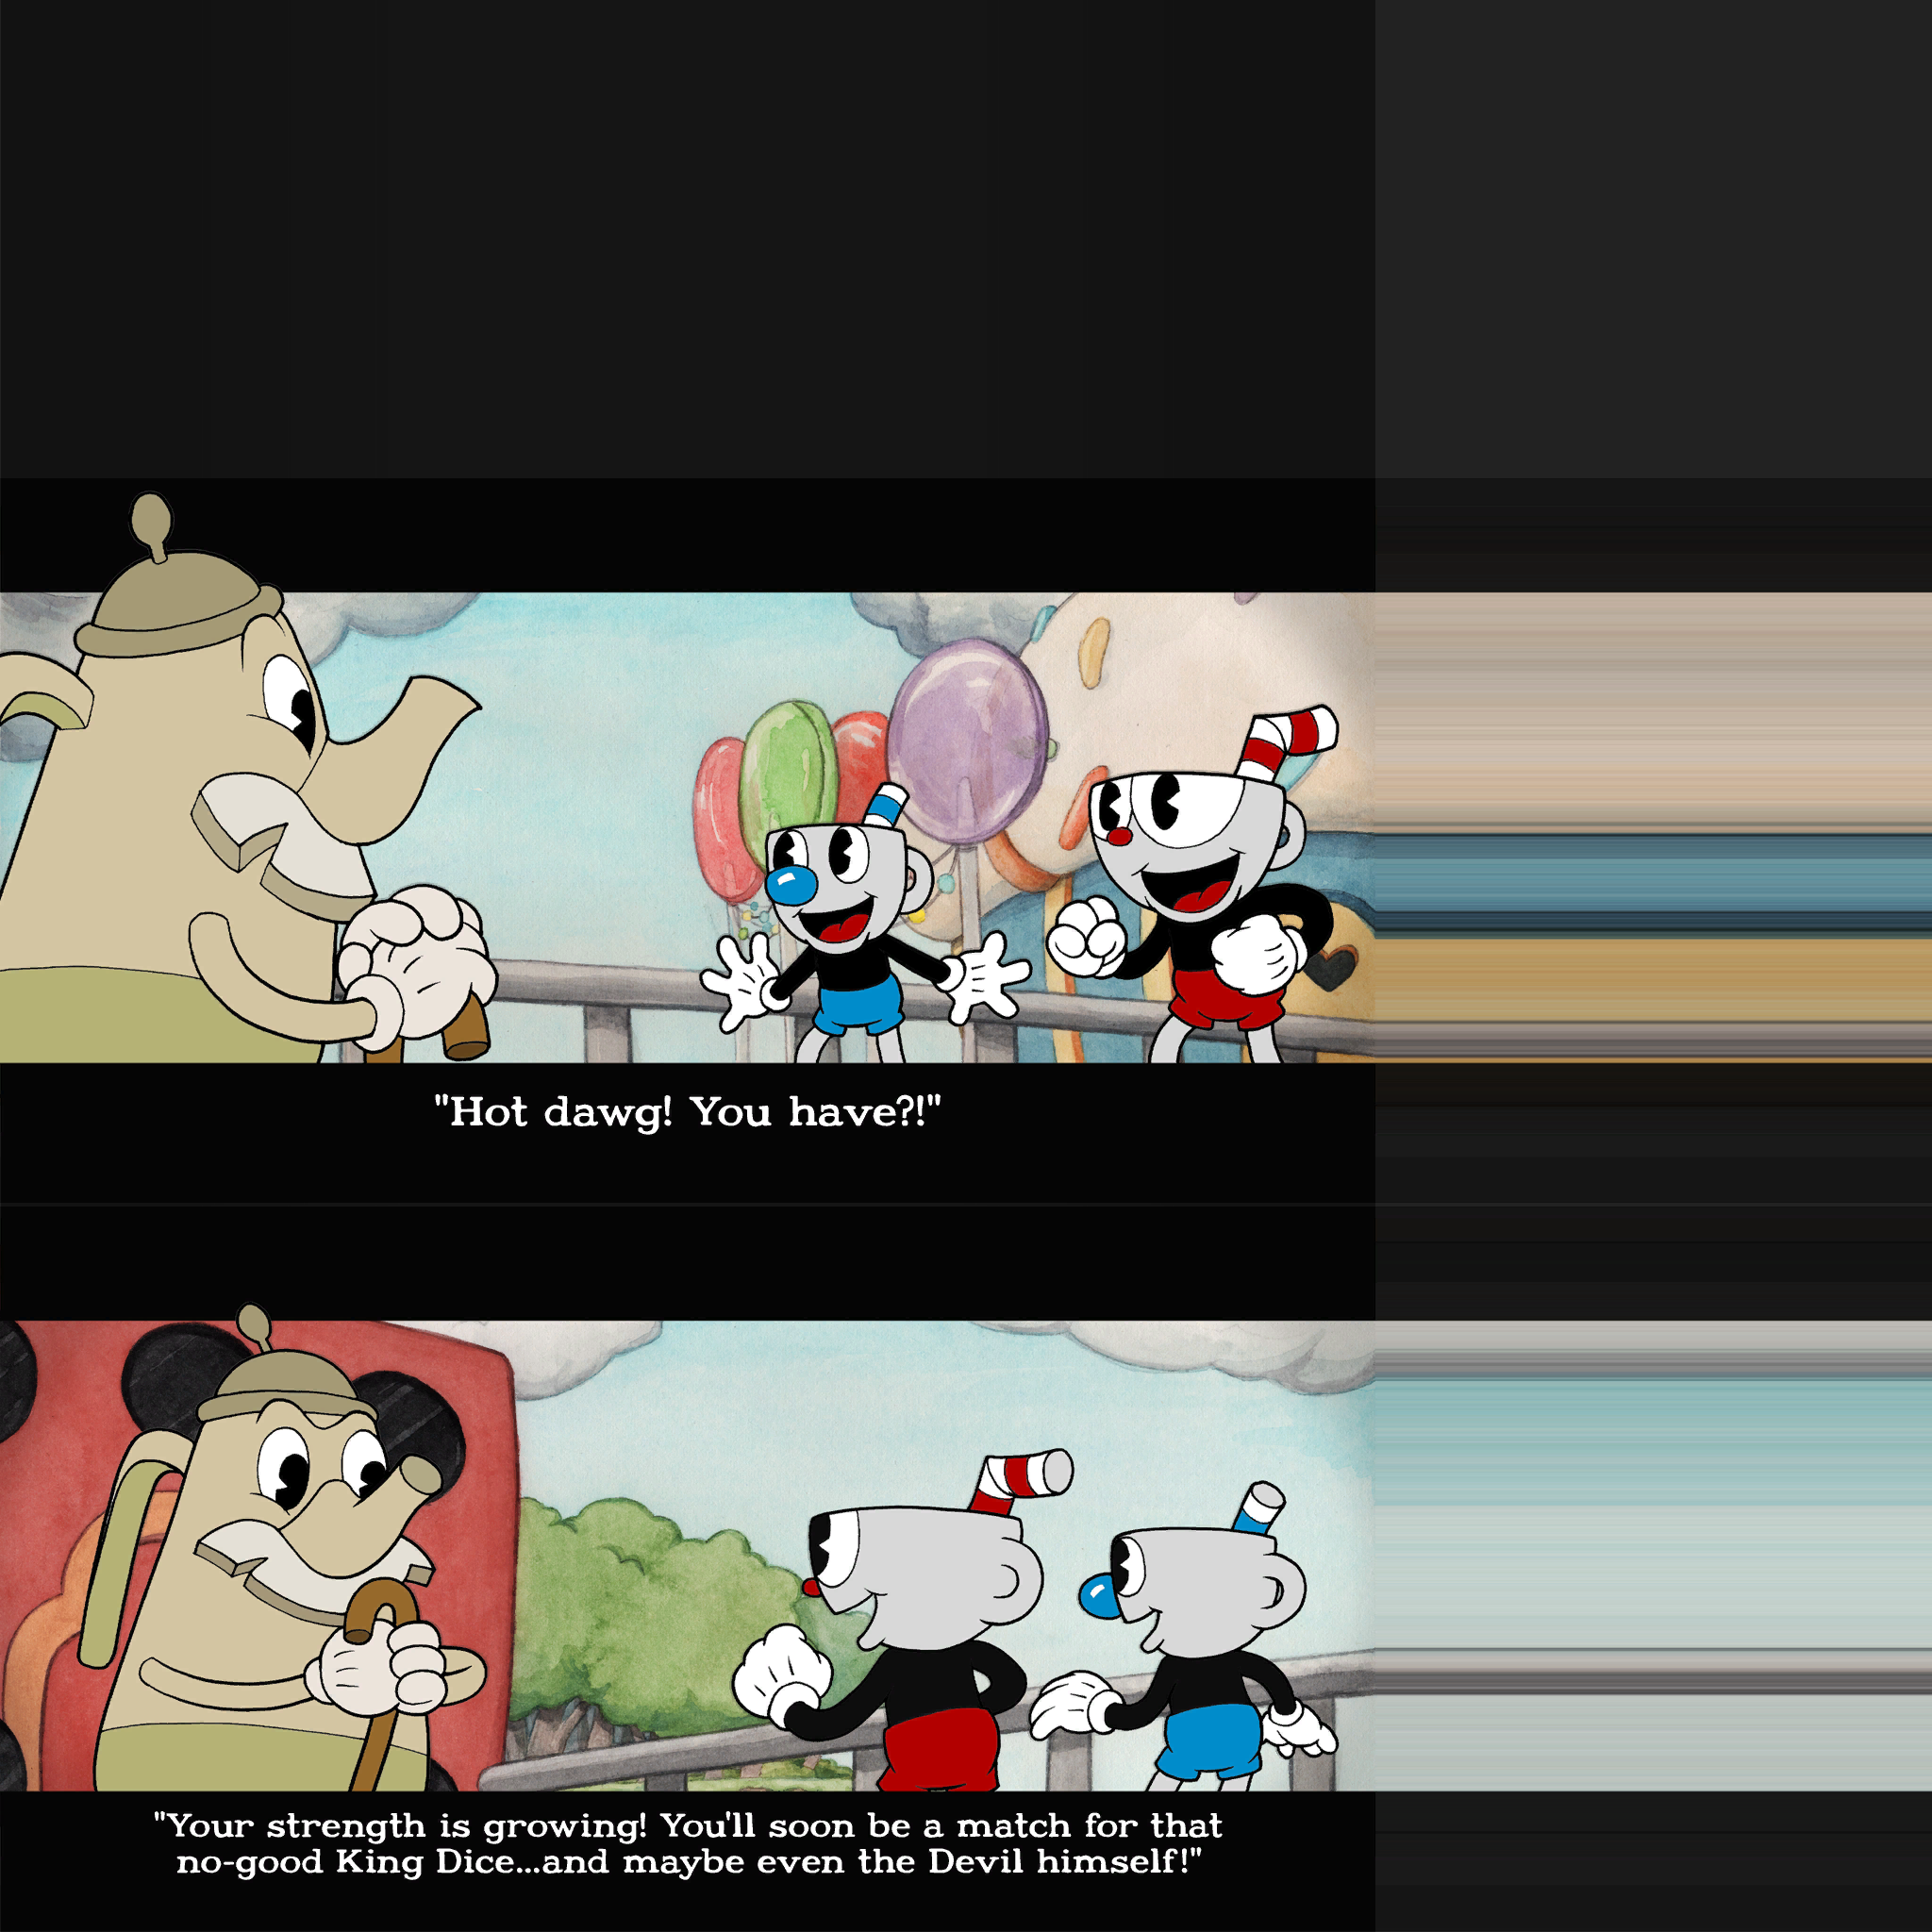 "Hot dawg! You have?!"
"Your strength is growing! You'll soon be a match for that
no-good King Dice...and maybe even the Devil himself!"